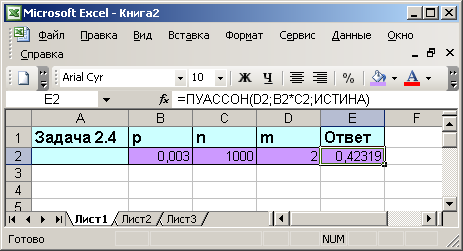 Microsoft Excel - Книга2
Файл Правка Вид Вставка Формат Сервис Данные Окно
Справка
Arial Cyr 10 Ж К Ч
E2 fx =ПУАССОН(D2;B2*C2;ИСТИНА)
A B C D E F
1 Задача 2.4 p n m Ответ
2 0,003 1000 2 0,42319
3
4
5
Лист1 Лист2 Лист3
Готово NUM